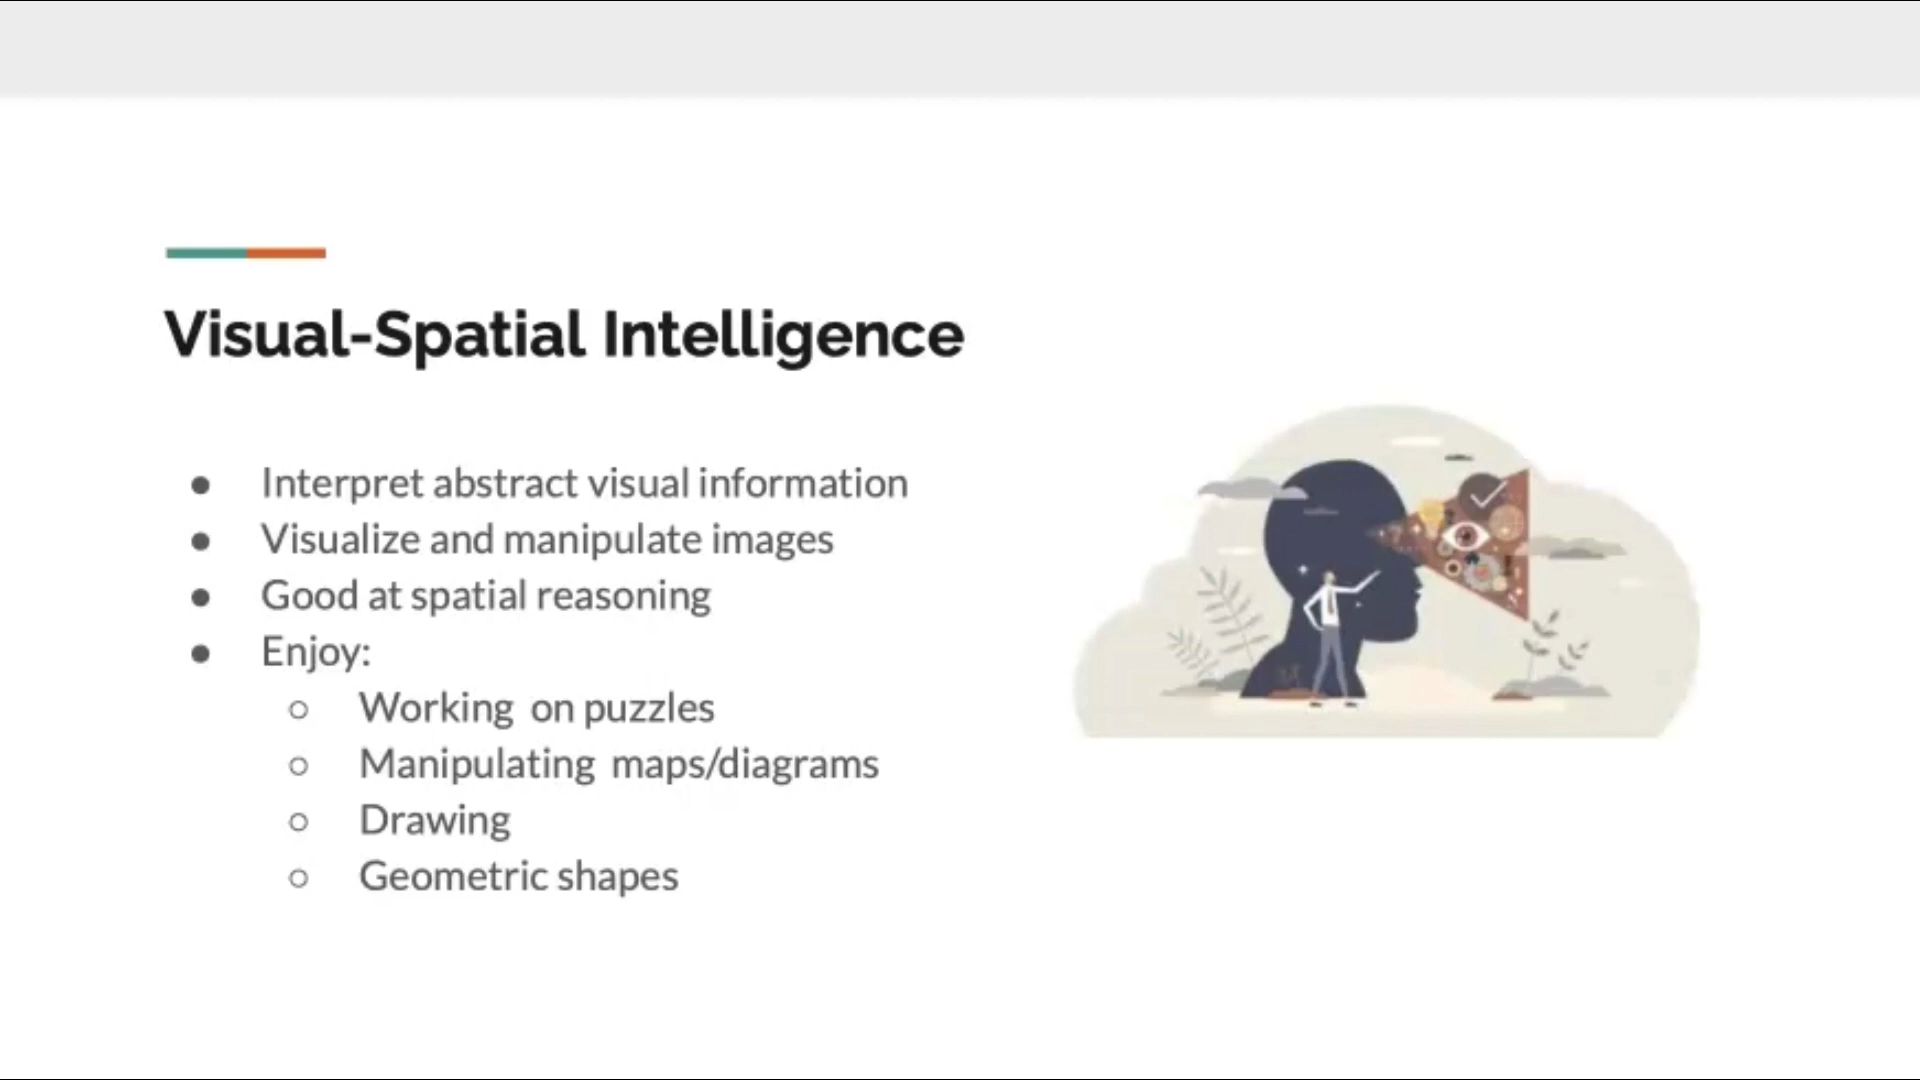 Visual-Spatial Intelligence
● Interpret abstract visual information
● Visualize and manipulate images
● Good at spatial reasoning
● Enjoy:
○ Working on puzzles
○ Manipulating maps/diagrams
○ Drawing
○ Geometric shapes